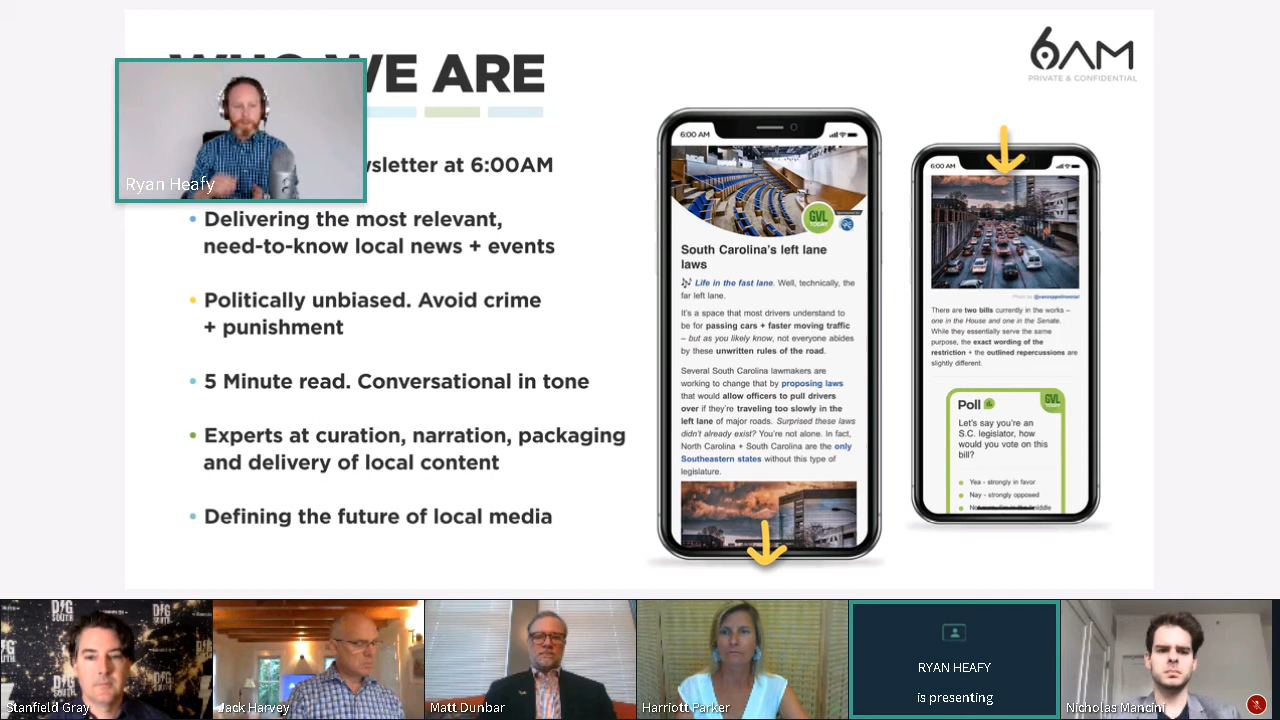 WE ARE
6AM
PRIVATE & CONFIDENTIAL
Ryan Heafy
sletter at 6:00AM
• Delivering the most relevant,
need-to-know local news + events
• Politically unbiased. Avoid crime
+ punishment
• 5 Minute read. Conversational in tone
• Experts at curation, narration, packaging
and delivery of local content
• Defining the future of local media
6:00 AM
GVL
TODAY
South Carolina's left lane
laws
Life in the fast lane. Well, technically, the
far left lane.
It's a space that most drivers understand to
be for passing cars + faster moving traffic
– but as you likely know, not everyone abides
by these unwritten rules of the road.
Several South Carolina lawmakers are
working to change that by proposing laws
that would allow officers to pull drivers
over if they're traveling too slowly in the
left lane of major roads. Surprised these laws
didn't already exist? You're not alone. In fact,
North Carolina + South Carolina are the only
Southeastern states without this type of
legislature.
6:00 AM
There are two bills currently in the works –
one in the House and one in the Senate.
While they essentially serve the same
purpose, the exact wording of the
restriction + the outlined repercussions are
slightly different.
Poll
GVL
TODAY
Let's say you're an
S.C. legislator, how
would you vote on this
bill?
Yea - strongly in favor
Nay - strongly opposed
DIG
SOUTH
DIG
SOUTH
Stanfield Gray
Jack Harvey
Matt Dunbar
Harriott Parker
RYAN HEAFY
is presenting
Nicholas Mancini